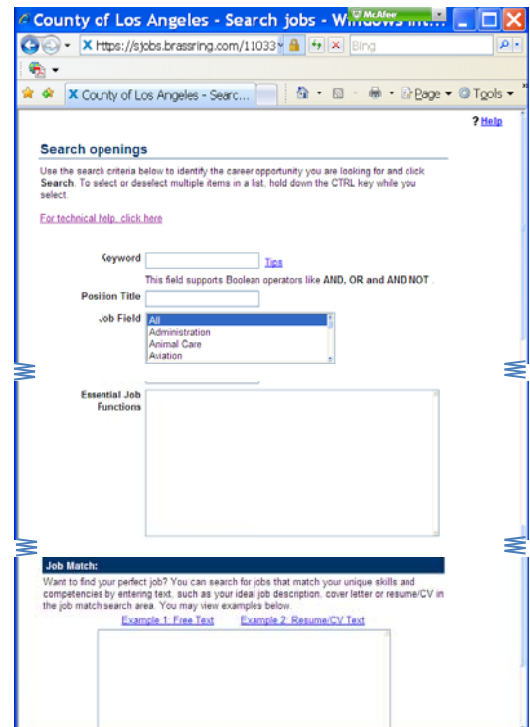 County of Los Angeles - Search jobs - Windows Int...
McAfee
https://sjobs.brassring.com/11033
Bing
County of Los Angeles - Searc...
Page
Tools
? Help
Search openings
Use the search criteria below to identify the career opportunity you are looking for and click
Search. To select or deselect multiple items in a list, hold down the CTRL key while you
select.
For technical help, click here
Keyword
Tips
This field supports Boolean operators like AND, OR and AND NOT .
Position Title
Job Field
All
Administration
Animal Care
Aviation
Essential Job
Functions
Job Match:
Want to find your perfect job? You can search for jobs that match your unique skills and
competencies by entering text, such as your ideal job description, cover letter or resume/CV in
the job match search area. You may view examples below.
Example 1: Free Text Example 2: Resume/CV Text